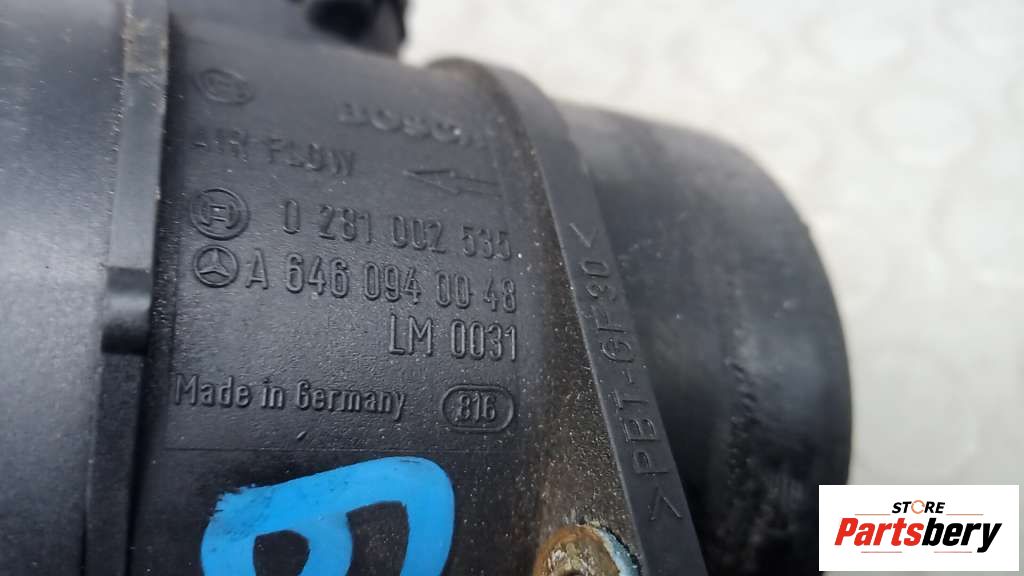 BOSCH
AIR FLOW
0 281 002 535
A 646 094 00 48
LM 0031
Made in Germany 816
>PBT-GF30<
STORE
Partsbery